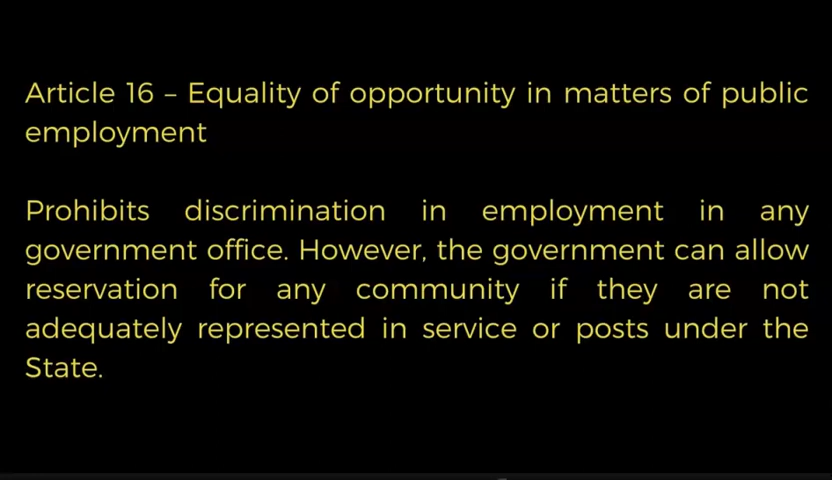 Article 16 – Equality of opportunity in matters of public
employment
Prohibits discrimination in employment in any
government office. However, the government can allow
reservation for any community if they are not
adequately represented in service or posts under the
State.